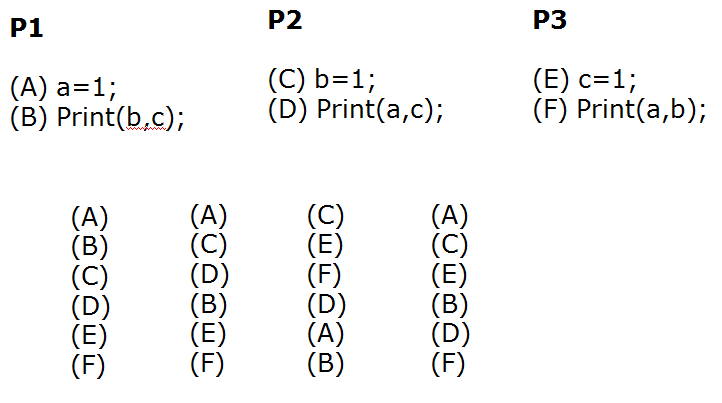 P1 P2 P3
(A) a=1; (C) b=1; (E) c=1;
(B) Print(b,c); (D) Print(a,c); (F) Print(a,b);
(A) (A) (C) (A)
(B) (C) (E) (C)
(C) (D) (F) (E)
(D) (B) (D) (B)
(E) (E) (A) (D)
(F) (F) (B) (F)